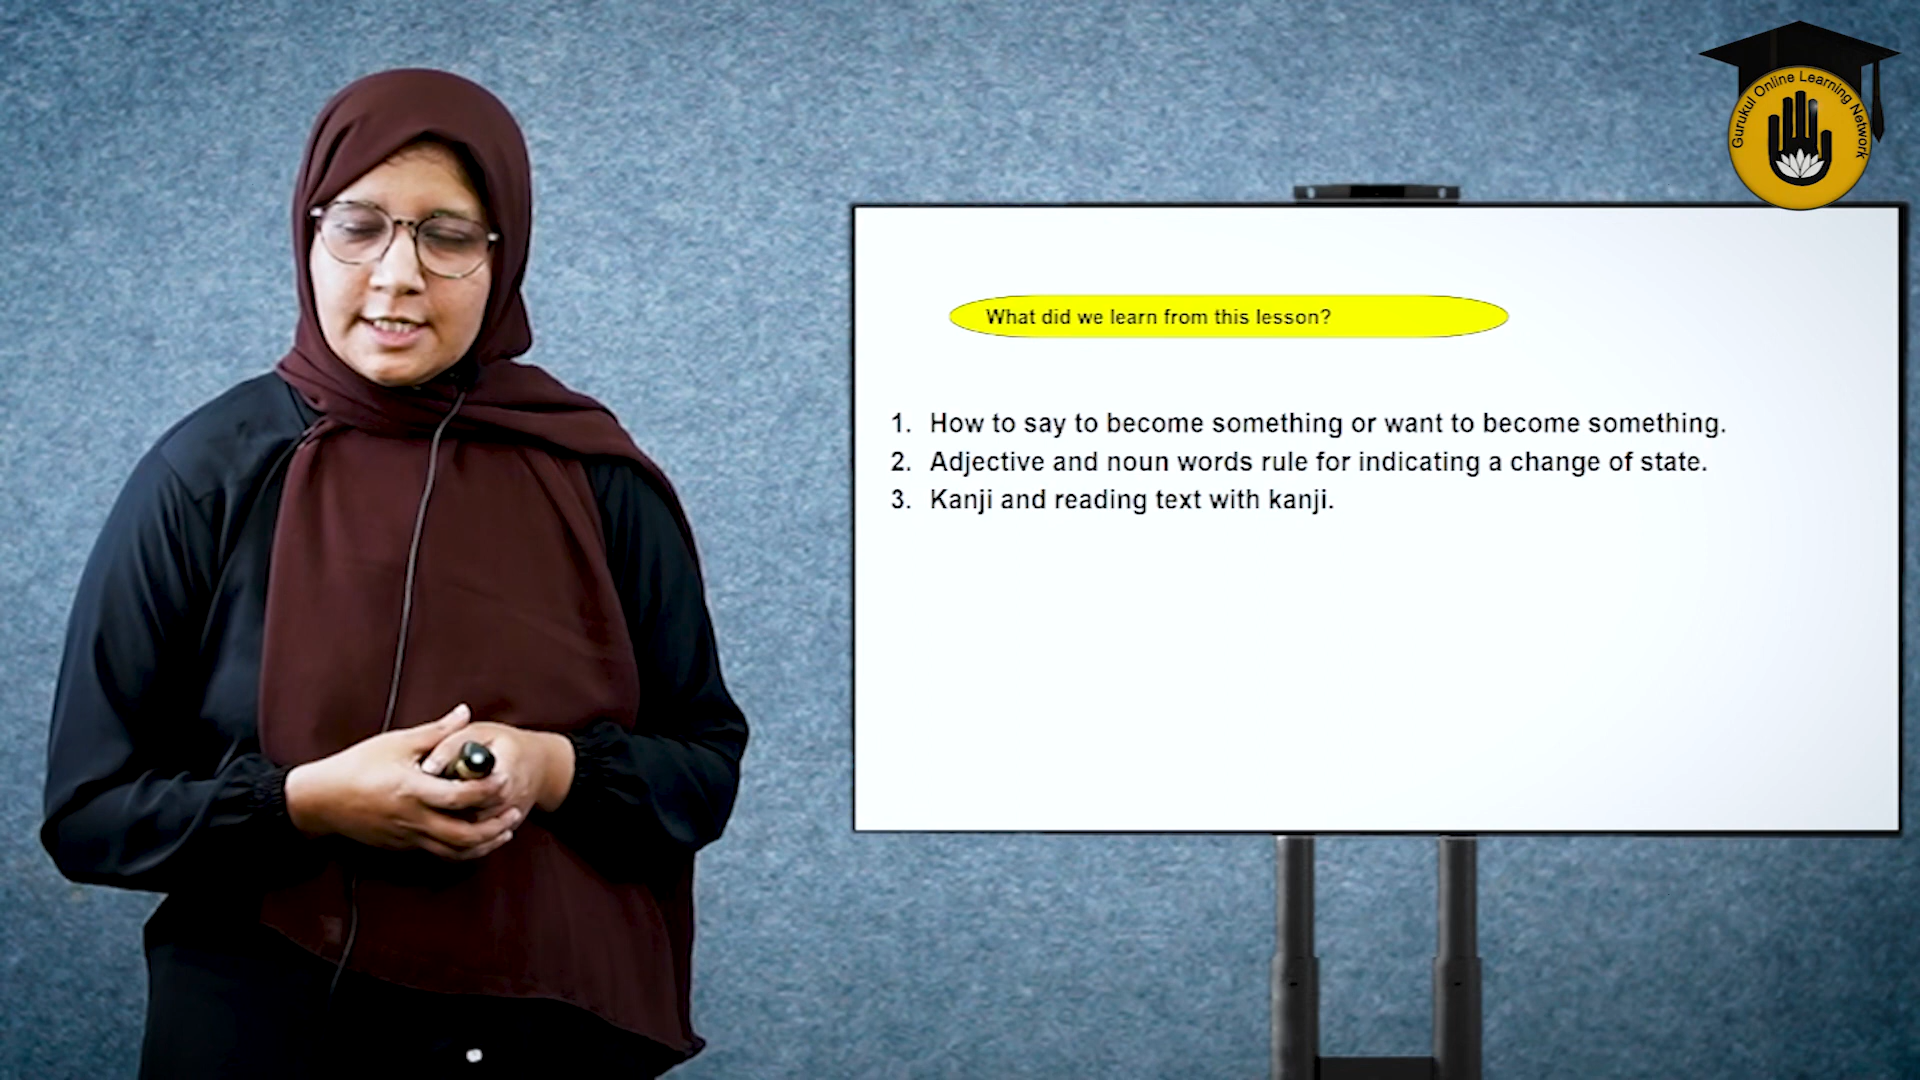 Gurukul Online Learning Network
What did we learn from this lesson?
1. How to say to become something or want to become something.
2. Adjective and noun words rule for indicating a change of state.
3. Kanji and reading text with kanji.